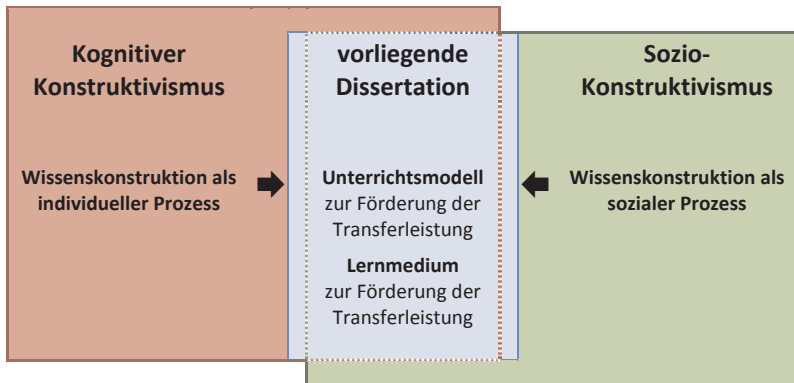 Kognitiver
Konstruktivismus
Wissenskonstruktion als
individueller Prozess
vorliegende
Dissertation
Unterrichtsmodell
zur Förderung der
Transferleistung
Lernmedium
zur Förderung der
Transferleistung
Sozio-
Konstruktivismus
Wissenskonstruktion als
sozialer Prozess